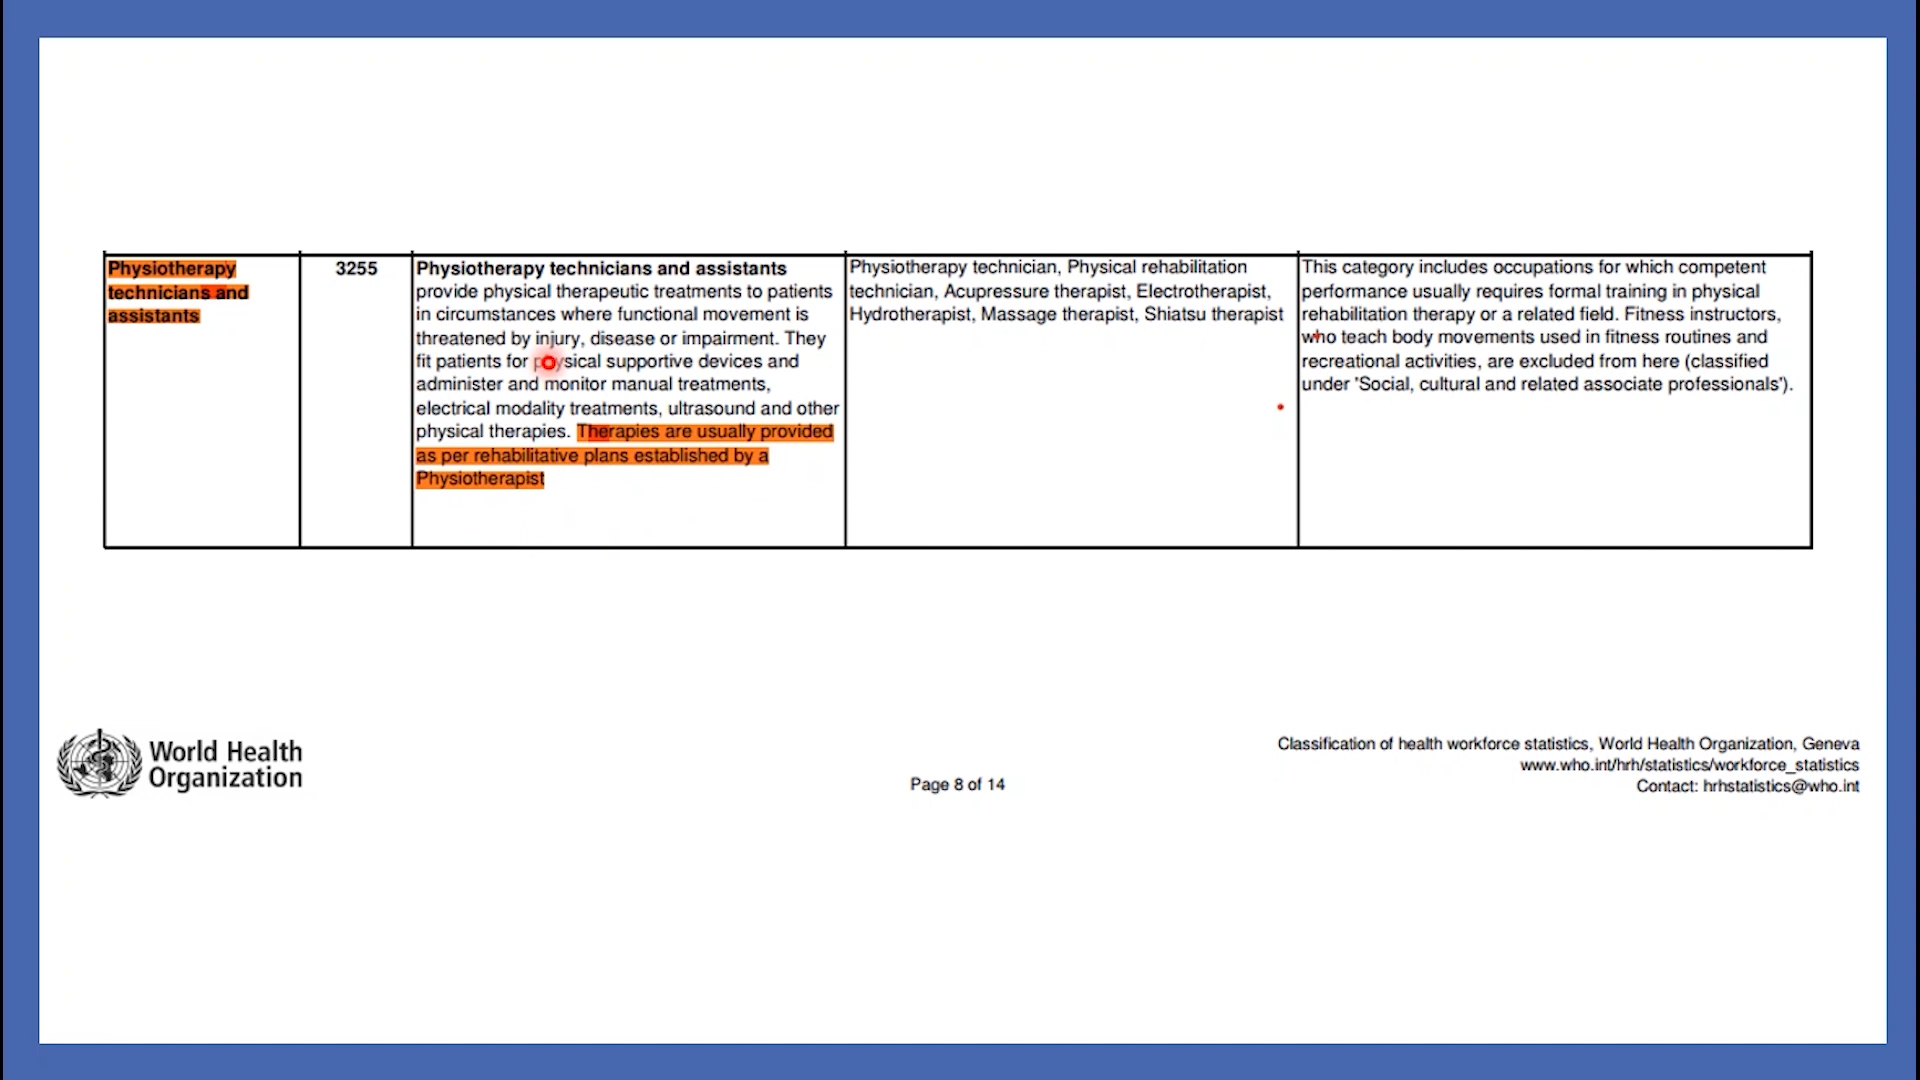 Physiotherapy
technicians and
assistants
3255
Physiotherapy technicians and assistants
provide physical therapeutic treatments to patients
in circumstances where functional movement is
threatened by injury, disease or impairment. They
fit patients for physical supportive devices and
administer and monitor manual treatments,
electrical modality treatments, ultrasound and other
physical therapies. Therapies are usually provided
as per rehabilitative plans established by a
Physiotherapist
Physiotherapy technician, Physical rehabilitation
technician, Acupressure therapist, Electrotherapist,
Hydrotherapist, Massage therapist, Shiatsu therapist
This category includes occupations for which competent
performance usually requires formal training in physical
rehabilitation therapy or a related field. Fitness instructors,
who teach body movements used in fitness routines and
recreational activities, are excluded from here (classified
under 'Social, cultural and related associate professionals').
World Health
Organization
Page 8 of 14
Classification of health workforce statistics, World Health Organization, Geneva
www.who.int/hrh/statistics/workforce_statistics
Contact: hrhstatistics@who.int